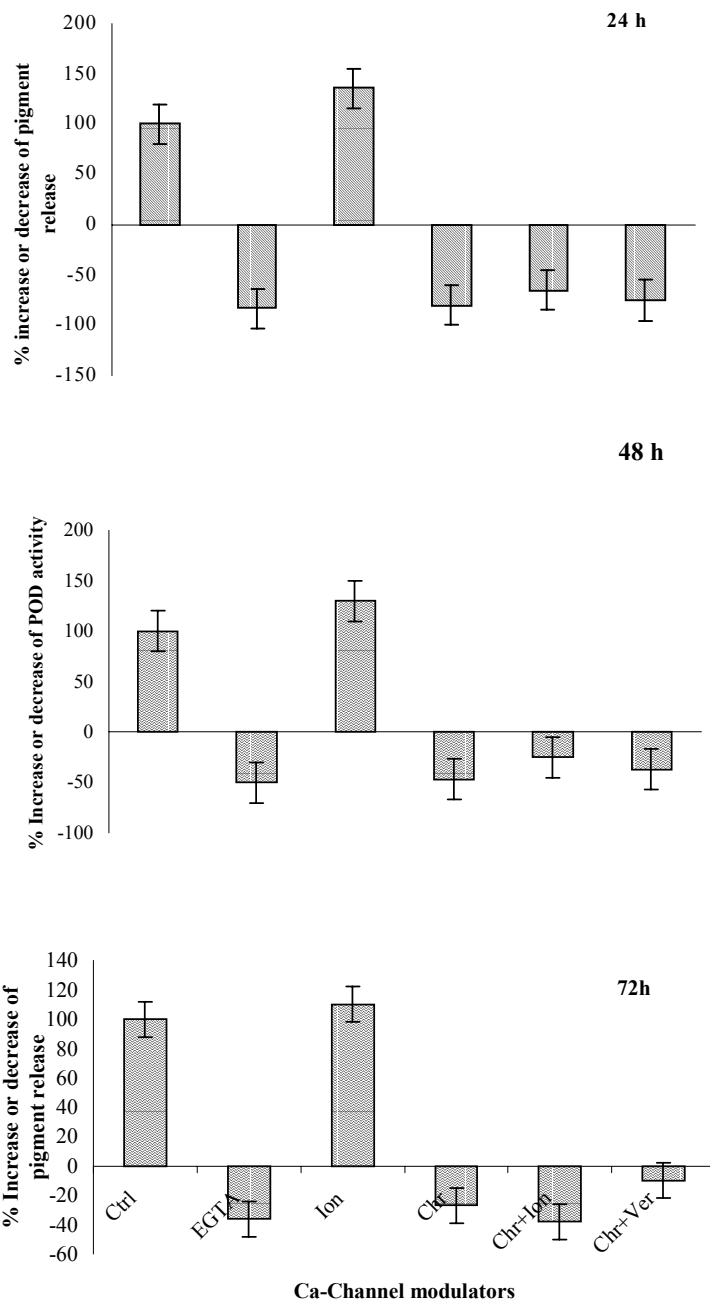 24 h
% increase or decrease of pigment
release
200
150
100
50
0
-50
-100
-150
48 h
% Increase or decrease of POD activity
200
150
100
50
0
-50
-100
72h
% Increase or decrease of
pigment release
140
120
100
80
60
40
20
0
-20
-40
-60
Ctrl
EGTA
Ion
Chr
Chr+Ion
Chr+Ver
Ca-Channel modulators